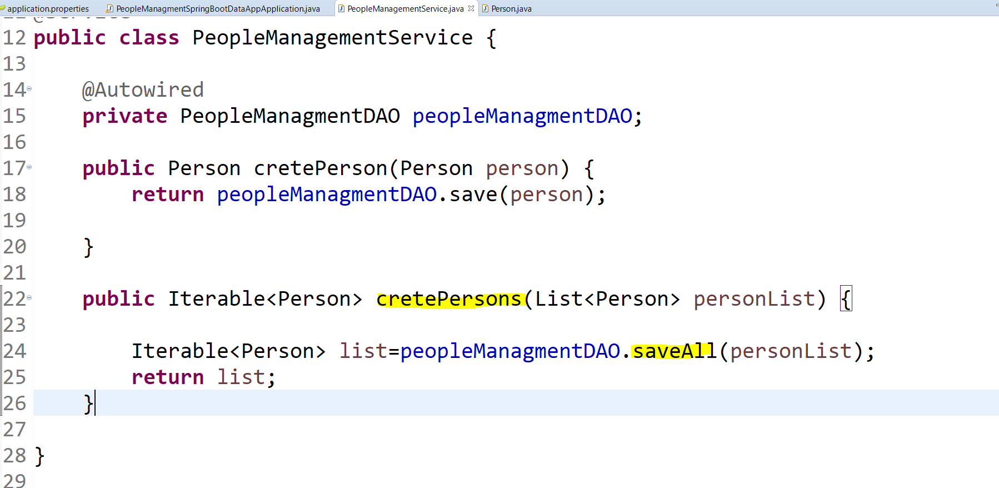 application.properties PeopleManagmentSpringBootDataAppApplication.java PeopleManagementService.java Person.java
12 public class PeopleManagementService {
13
14 @Autowired
15 private PeopleManagmentDAO peopleManagmentDAO;
16
17 public Person cretePerson(Person person) {
18 return peopleManagmentDAO.save(person);
19
20 }
21
22 public Iterable<Person> cretePersons(List<Person> personList) {
23
24 Iterable<Person> list=peopleManagmentDAO.saveAll(personList);
25 return list;
26 }
27
28 }
29